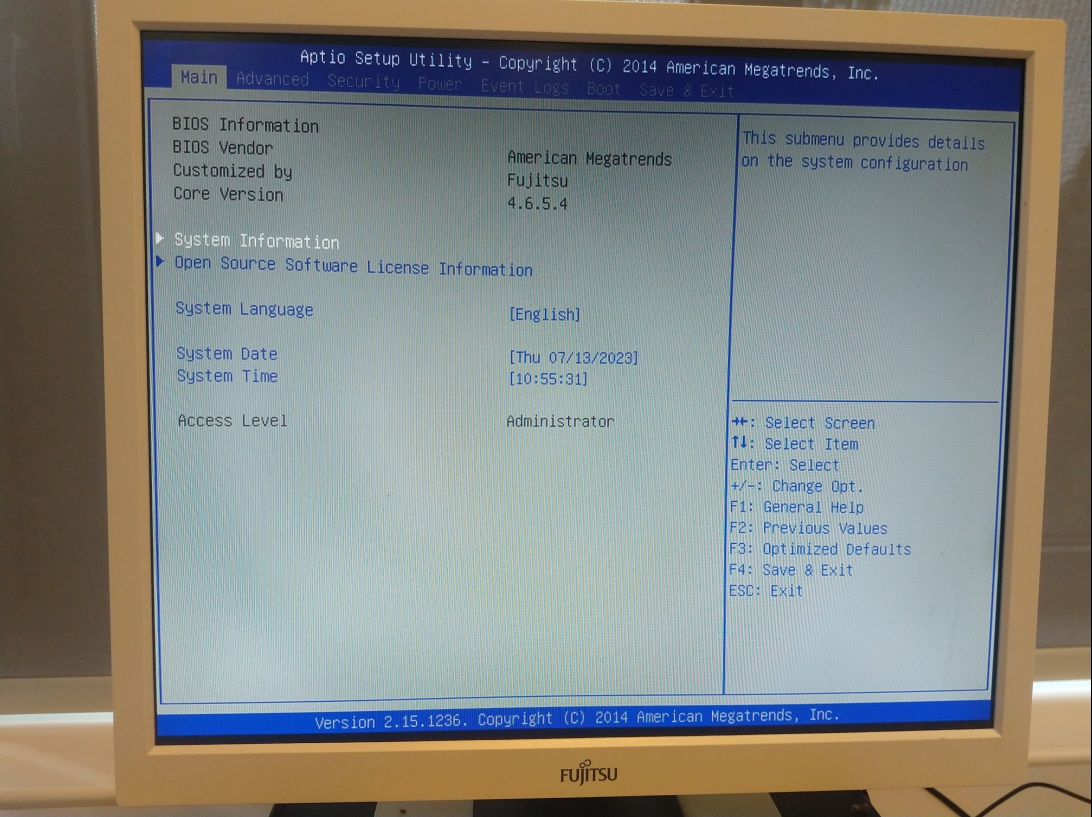 Aptio Setup Utility - Copyright (C) 2014 American Megatrends, Inc.
Main Advanced Security Power Event Logs Boot Save & Exit
BIOS Information
BIOS Vendor American Megatrends
Customized by Fujitsu
Core Version 4.6.5.4
System Information
Open Source Software License Information
System Language [English]
System Date [Thu 07/13/2023]
System Time [10:55:31]
Access Level Administrator
This submenu provides details
on the system configuration
→←: Select Screen
↑↓: Select Item
Enter: Select
+/-: Change Opt.
F1: General Help
F2: Previous Values
F3: Optimized Defaults
F4: Save & Exit
ESC: Exit
Version 2.15.1236. Copyright (C) 2014 American Megatrends, Inc.
FUJITSU